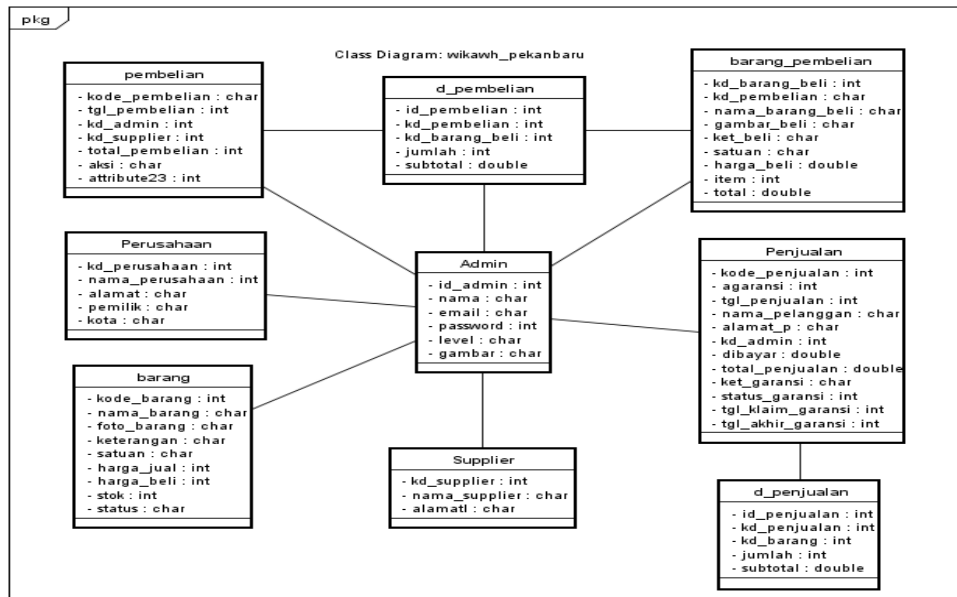 pkg
Class Diagram: wikawh_pekanbaru
pembelian
- kode_pembelian : char
- tgl_pembelian : int
- kd_admin : int
- kd_supplier : int
- total_pembelian : int
- aksi : char
- attribute23 : int
d_pembelian
- id_pembelian : int
- kd_pembelian : int
- kd_barang_beli : int
- jumlah : int
- subtotal : double
barang_pembelian
- kd_barang_beli : int
- kd_pembelian : char
- nama_barang_beli : char
- gambar_beli : char
- ket_beli : char
- satuan : char
- harga_beli : double
- item : int
- total : double
Perusahaan
- kd_perusahaan : int
- nama_perusahaan : int
- alamat : char
- pemilik : char
- kota : char
Admin
- id_admin : int
- nama : char
- email : char
- password : int
- level : char
- gambar : char
Penjualan
- kode_penjualan : int
- agaransi : int
- tgl_penjualan : int
- nama_pelanggan : char
- alamat_p : char
- kd_admin : int
- dibayar : double
- total_penjualan : double
- ket_garansi : char
- status_garansi : int
- tgl_klaim_garansi : int
- tgl_akhir_garansi : int
barang
- kode_barang : int
- nama_barang : char
- foto_barang : char
- keterangan : char
- satuan : char
- harga_jual : int
- harga_beli : int
- stok : int
- status : char
Supplier
- kd_supplier : int
- nama_supplier : char
- alamatl : char
d_penjualan
- id_penjualan : int
- kd_penjualan : int
- kd_barang : int
- jumlah : int
- subtotal : double